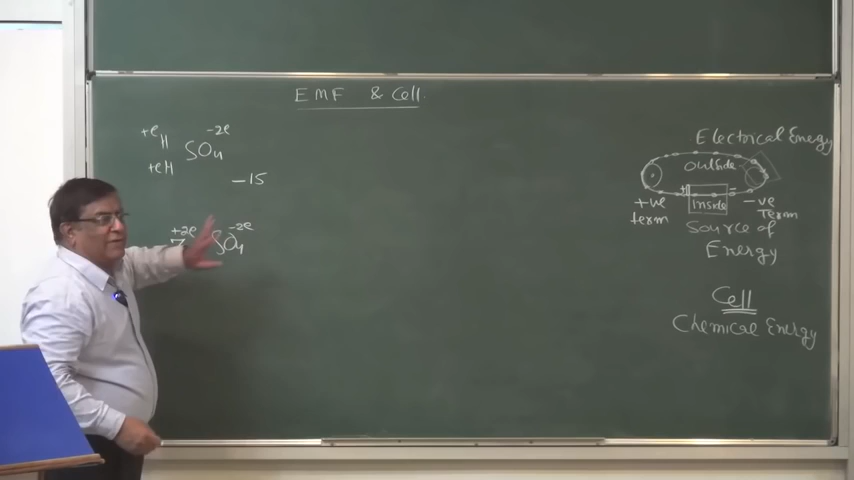 EMF & Cell.
+e H
SO4 -2e
+e H
-15
+2e
SO4 -2e
Electrical Energy
outside
+ Inside -
+ve term
-ve Term
Source of
Energy
Cell
Chemical Energy